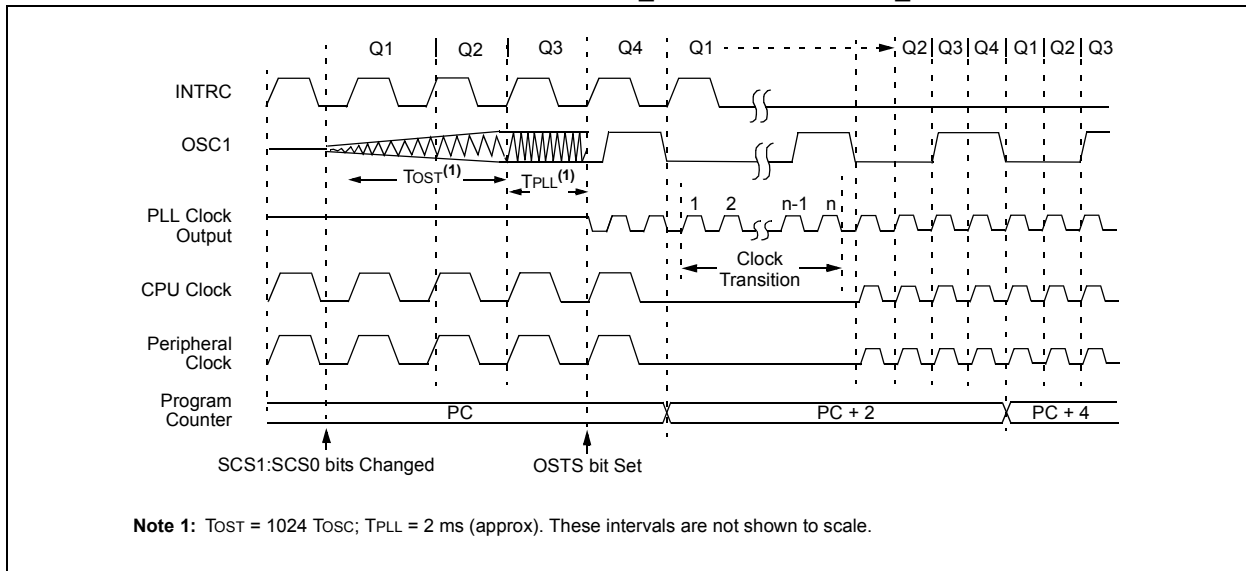 Q1 Q2 Q3 Q4 Q1 Q2 Q3 Q4 Q1 Q2 Q3
INTRC
OSC1
TOST(1) TPLL(1)
PLL Clock
Output
1 2 n-1 n
Clock
Transition
CPU Clock
Peripheral
Clock
Program
Counter
PC PC + 2 PC + 4
SCS1:SCS0 bits Changed OSTS bit Set
Note 1: TOST = 1024 TOSC; TPLL = 2 ms (approx). These intervals are not shown to scale.